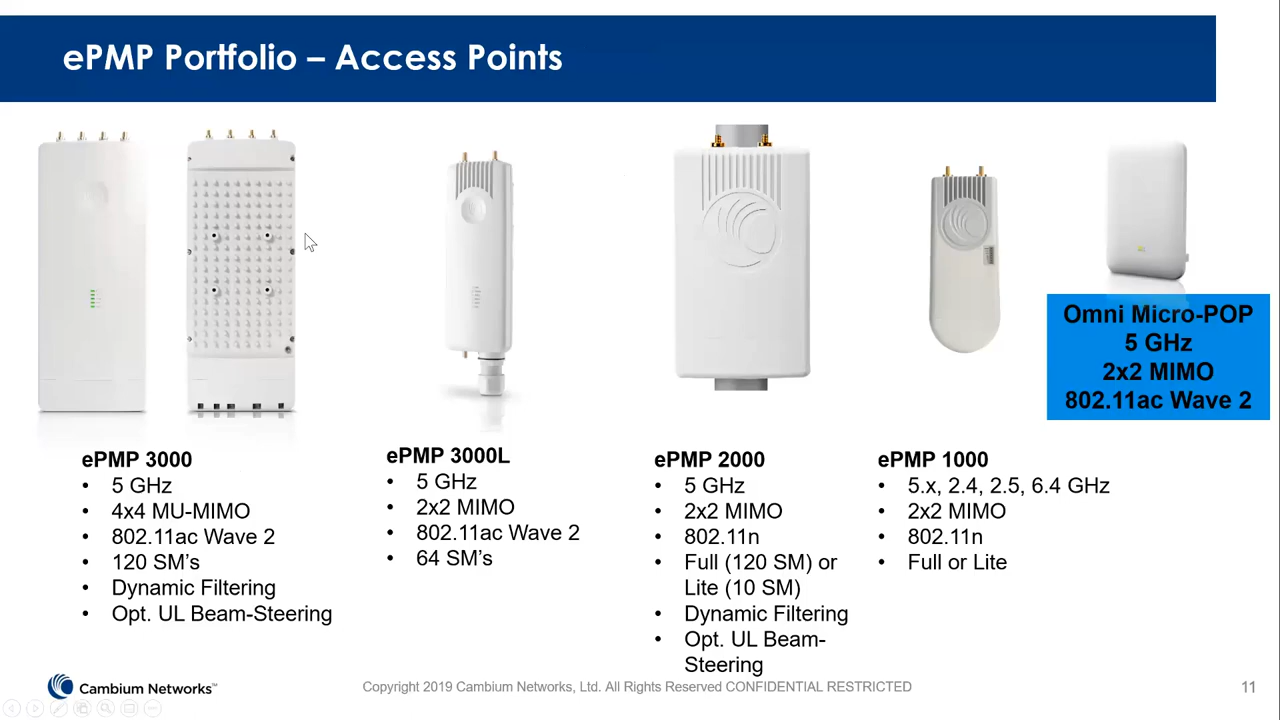 ePMP Portfolio – Access Points
Omni Micro-POP
5 GHz
2x2 MIMO
802.11ac Wave 2
ePMP 3000
• 5 GHz
• 4x4 MU-MIMO
• 802.11ac Wave 2
• 120 SM's
• Dynamic Filtering
• Opt. UL Beam-Steering
ePMP 3000L
• 5 GHz
• 2x2 MIMO
• 802.11ac Wave 2
• 64 SM's
ePMP 2000
• 5 GHz
• 2x2 MIMO
• 802.11n
• Full (120 SM) or
Lite (10 SM)
• Dynamic Filtering
• Opt. UL Beam-
Steering
ePMP 1000
• 5.x, 2.4, 2.5, 6.4 GHz
• 2x2 MIMO
• 802.11n
• Full or Lite
Cambium Networks™
Copyright 2019 Cambium Networks, Ltd. All Rights Reserved CONFIDENTIAL RESTRICTED
11